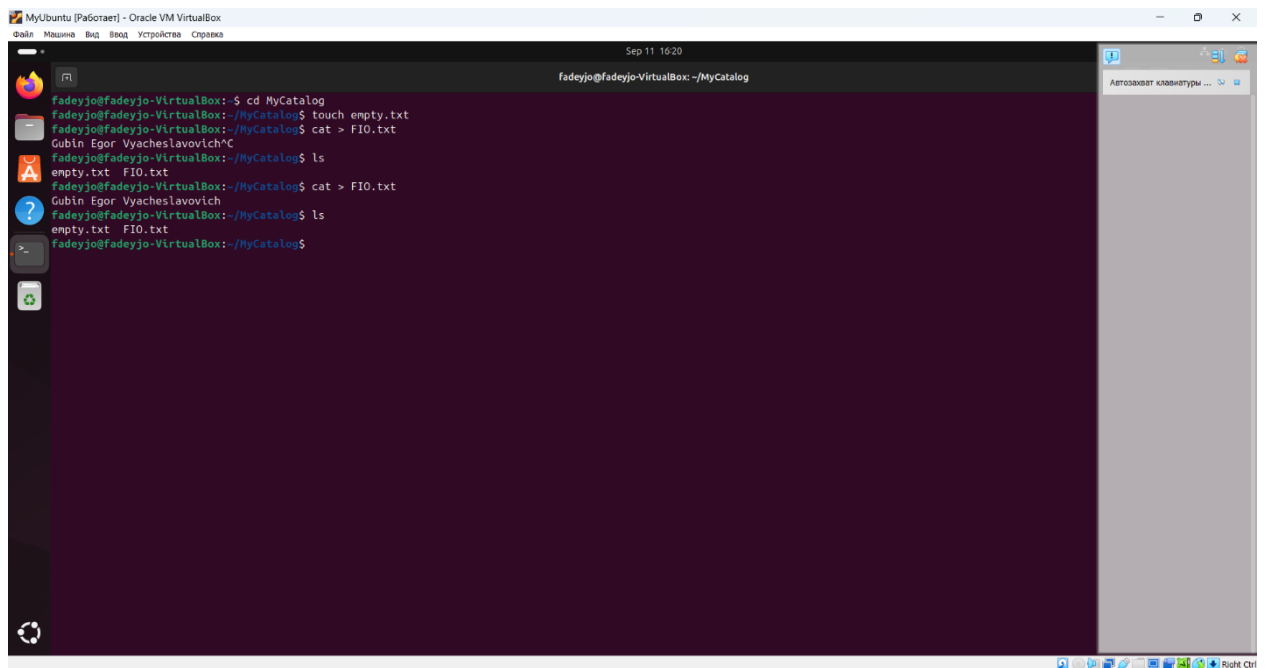 MyUbuntu [Работает] - Oracle VM VirtualBox
Файл Машина Вид Ввод Устройства Справка
Sep 11 16:20
fadeyjo@fadeyjo-VirtualBox: ~/MyCatalog
Автозахват клавиатуры ...
fadeyjo@fadeyjo-VirtualBox:~$ cd MyCatalog
fadeyjo@fadeyjo-VirtualBox:~/MyCatalog$ touch empty.txt
fadeyjo@fadeyjo-VirtualBox:~/MyCatalog$ cat > FIO.txt
Gubin Egor Vyacheslavovich^C
fadeyjo@fadeyjo-VirtualBox:~/MyCatalog$ ls
empty.txt  FIO.txt
fadeyjo@fadeyjo-VirtualBox:~/MyCatalog$ cat > FIO.txt
Gubin Egor Vyacheslavovich
fadeyjo@fadeyjo-VirtualBox:~/MyCatalog$ ls
empty.txt  FIO.txt
fadeyjo@fadeyjo-VirtualBox:~/MyCatalog$
Right Ctrl